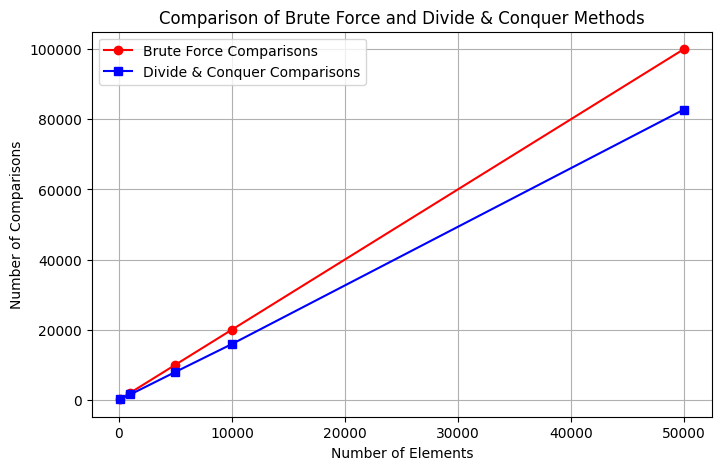 Comparison of Brute Force and Divide & Conquer Methods
Brute Force Comparisons
Divide & Conquer Comparisons
100000
80000
60000
40000
20000
0
Number of Comparisons
0 10000 20000 30000 40000 50000
Number of Elements